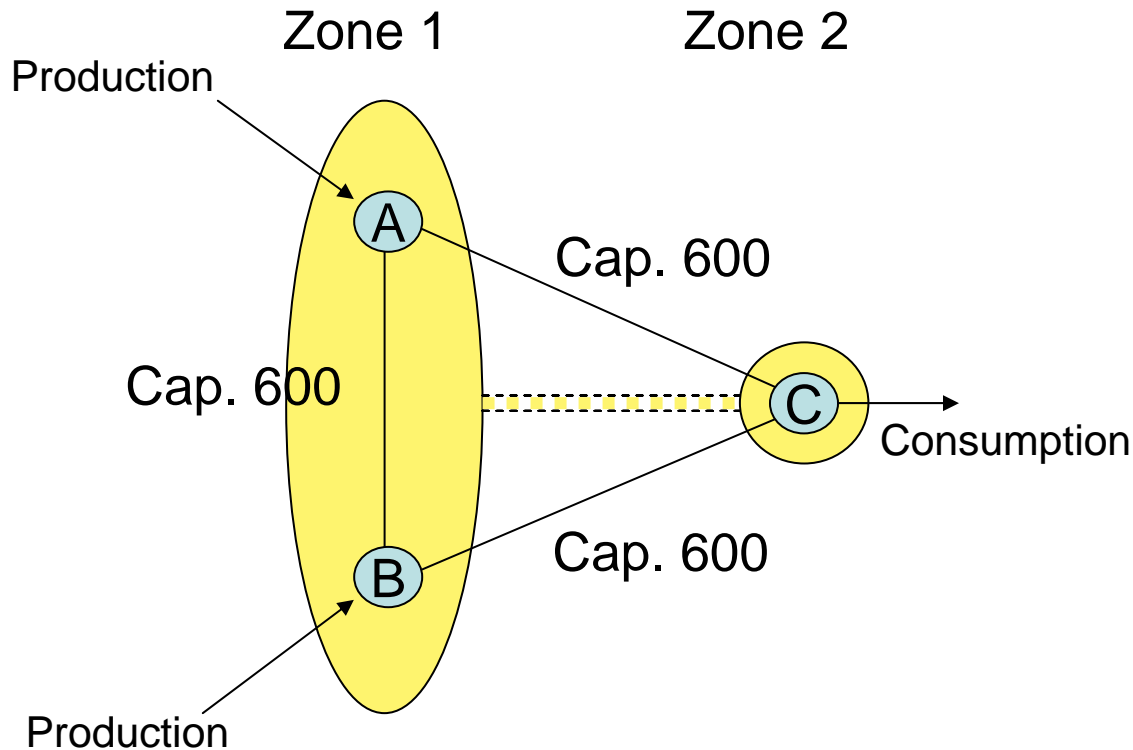 Zone 1
Zone 2
Production
A
Cap. 600
Cap. 600
C
Consumption
Cap. 600
B
Production